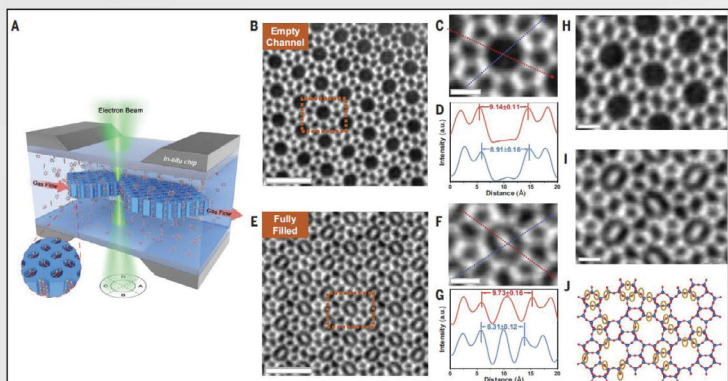 A
Electron Beam
In-situ chip
Gas Flow
Gas Flow
D
C
A
B
B
Empty
Channel
C
D
9.14±0.11
8.91±0.16
Intensity (a.u.)
0 5 10 15 20
Distance (Å)
E
Fully
Filled
F
G
9.73±0.16
8.31±0.12
Intensity (a.u.)
0 5 10 15 20
Distance (Å)
H
I
J